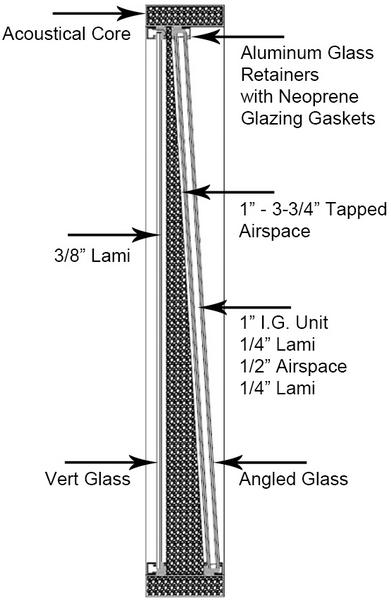 Acoustical Core
Aluminum Glass
Retainers
with Neoprene
Glazing Gaskets
1” - 3-3/4” Tapped
Airspace
3/8” Lami
1” I.G. Unit
1/4” Lami
1/2” Airspace
1/4” Lami
Vert Glass
Angled Glass